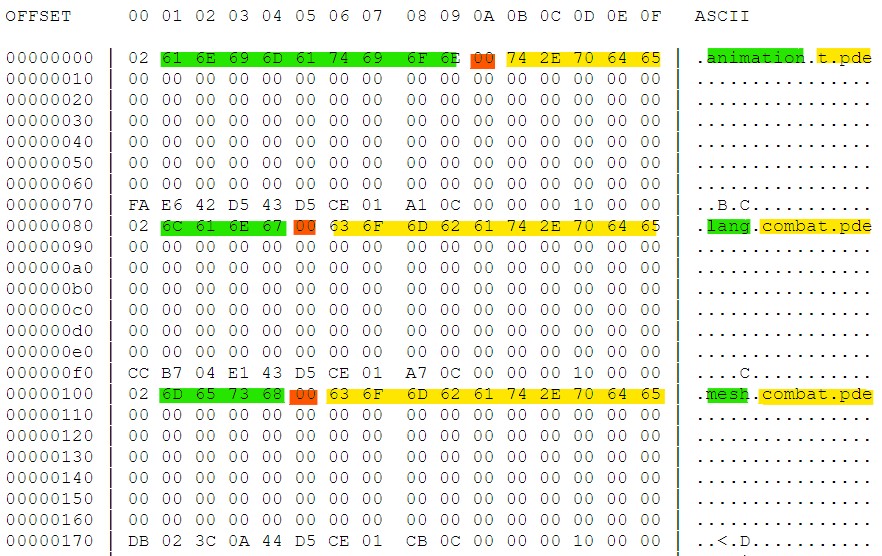 OFFSET 00 01 02 03 04 05 06 07 08 09 0A 0B 0C 0D 0E 0F ASCII
00000000 | 02 61 6E 69 6D 61 74 69 6F 6E 00 74 2E 70 64 65 | .animation.t.pde
00000010 | 00 00 00 00 00 00 00 00 00 00 00 00 00 00 00 00 | ................
00000020 | 00 00 00 00 00 00 00 00 00 00 00 00 00 00 00 00 | ................
00000030 | 00 00 00 00 00 00 00 00 00 00 00 00 00 00 00 00 | ................
00000040 | 00 00 00 00 00 00 00 00 00 00 00 00 00 00 00 00 | ................
00000050 | 00 00 00 00 00 00 00 00 00 00 00 00 00 00 00 00 | ................
00000060 | 00 00 00 00 00 00 00 00 00 00 00 00 00 00 00 00 | ................
00000070 | FA E6 42 D5 43 D5 CE 01 A1 0C 00 00 00 10 00 00 | ..B.C...........
00000080 | 02 6C 61 6E 67 00 63 6F 6D 62 61 74 2E 70 64 65 | .lang.combat.pde
00000090 | 00 00 00 00 00 00 00 00 00 00 00 00 00 00 00 00 | ................
000000a0 | 00 00 00 00 00 00 00 00 00 00 00 00 00 00 00 00 | ................
000000b0 | 00 00 00 00 00 00 00 00 00 00 00 00 00 00 00 00 | ................
000000c0 | 00 00 00 00 00 00 00 00 00 00 00 00 00 00 00 00 | ................
000000d0 | 00 00 00 00 00 00 00 00 00 00 00 00 00 00 00 00 | ................
000000e0 | 00 00 00 00 00 00 00 00 00 00 00 00 00 00 00 00 | ................
000000f0 | CC B7 04 E1 43 D5 CE 01 A7 0C 00 00 00 10 00 00 | ....C...........
00000100 | 02 6D 65 73 68 00 63 6F 6D 62 61 74 2E 70 64 65 | .mesh.combat.pde
00000110 | 00 00 00 00 00 00 00 00 00 00 00 00 00 00 00 00 | ................
00000120 | 00 00 00 00 00 00 00 00 00 00 00 00 00 00 00 00 | ................
00000130 | 00 00 00 00 00 00 00 00 00 00 00 00 00 00 00 00 | ................
00000140 | 00 00 00 00 00 00 00 00 00 00 00 00 00 00 00 00 | ................
00000150 | 00 00 00 00 00 00 00 00 00 00 00 00 00 00 00 00 | ................
00000160 | 00 00 00 00 00 00 00 00 00 00 00 00 00 00 00 00 | ................
00000170 | DB 02 3C 0A 44 D5 CE 01 CB 0C 00 00 00 10 00 00 | ..<.D...........